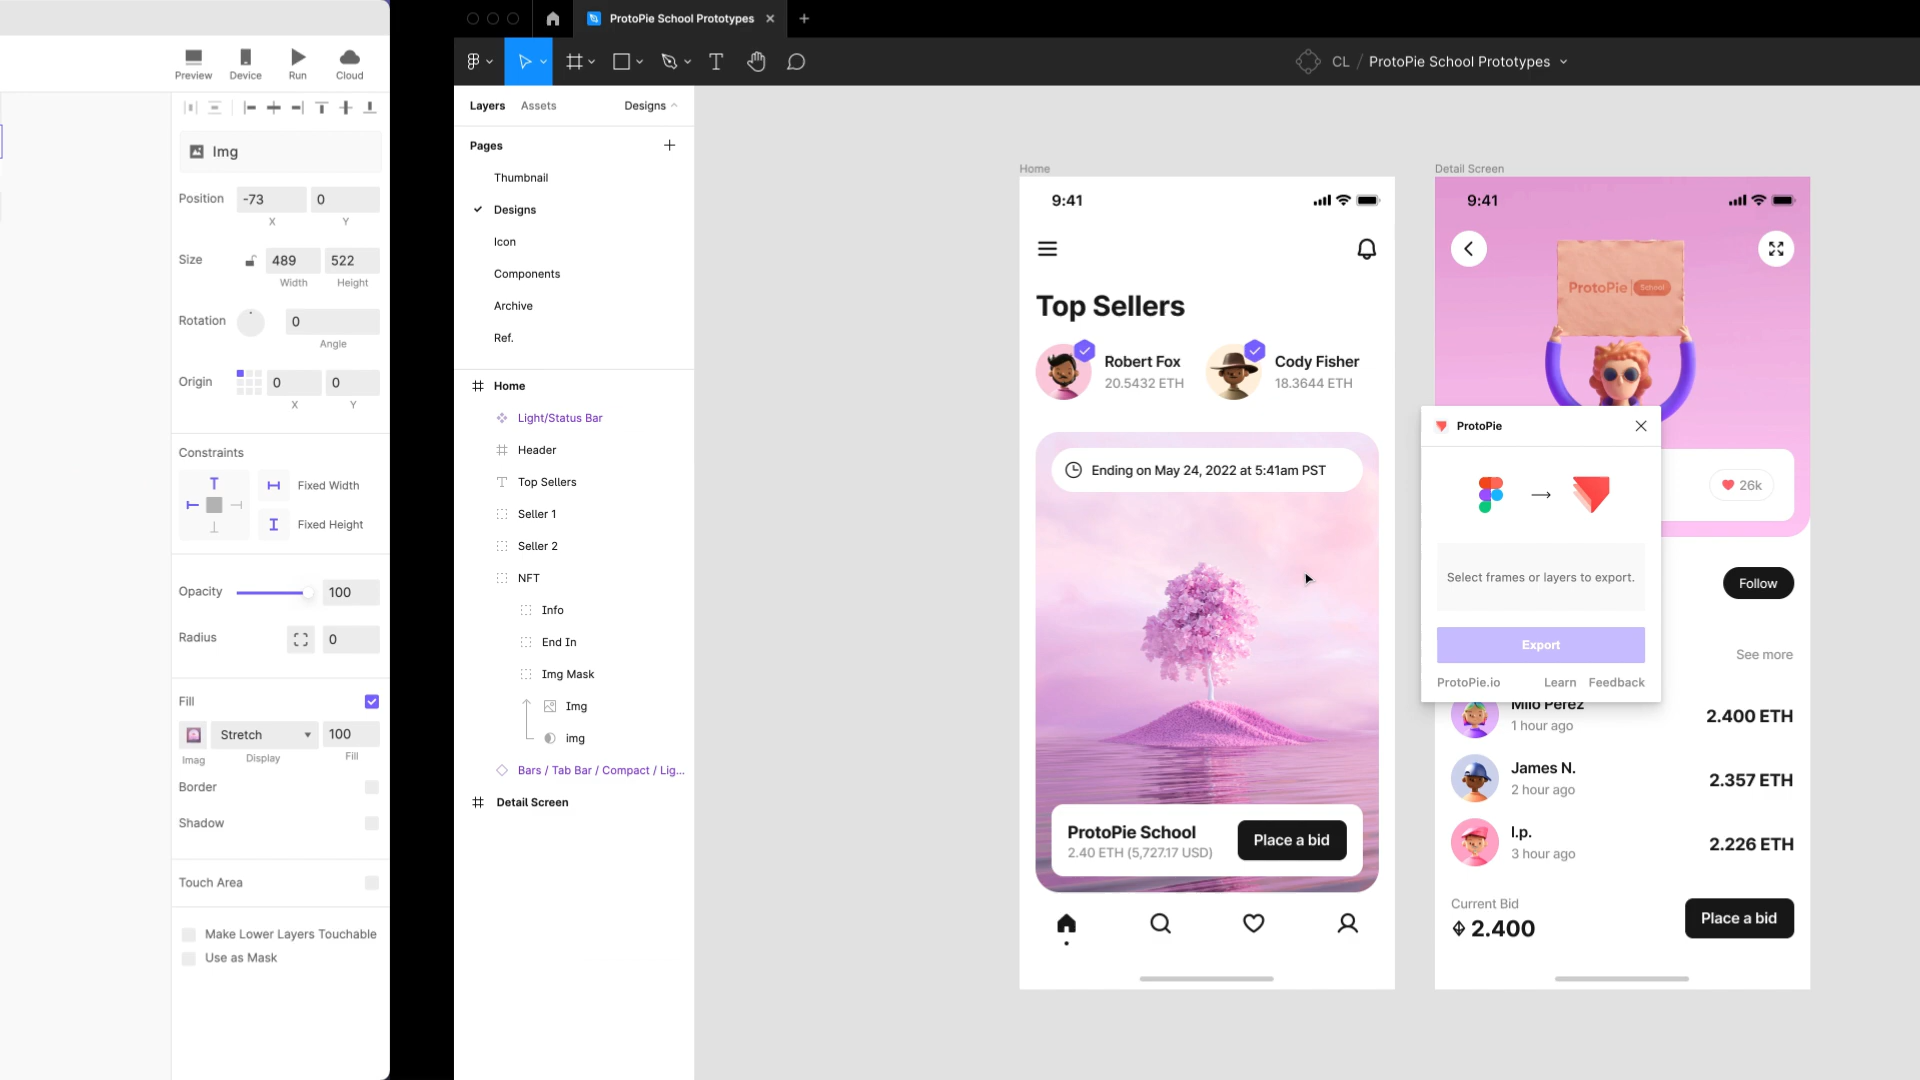 Preview
Device
Run
Cloud
Img
Position
-73
0
X
Y
Size
489
522
Width
Height
Rotation
0
Angle
Origin
0
0
X
Y
Constraints
Fixed Width
Fixed Height
Opacity
100
Radius
0
Fill
Stretch
100
Imag
Display
Fill
Border
Shadow
Touch Area
Make Lower Layers Touchable
Use as Mask
ProtoPie School Prototypes
CL / ProtoPie School Prototypes
Layers
Assets
Designs
Pages
Thumbnail
Designs
Icon
Components
Archive
Ref.
Home
Light/Status Bar
Header
Top Sellers
Seller 1
Seller 2
NFT
Info
End In
Img Mask
Img
img
Bars / Tab Bar / Compact / Lig...
Detail Screen
Home
9:41
Top Sellers
Robert Fox
20.5432 ETH
Cody Fisher
18.3644 ETH
Ending on May 24, 2022 at 5:41am PST
ProtoPie School
2.40 ETH (5,727.17 USD)
Place a bid
Detail Screen
9:41
ProtoPie School
26k
Follow
See more
ProtoPie
Select frames or layers to export.
Export
ProtoPie.io
Learn
Feedback
Milo Perez
1 hour ago
2.400 ETH
James N.
2 hour ago
2.357 ETH
I.p.
3 hour ago
2.226 ETH
Current Bid
2.400
Place a bid